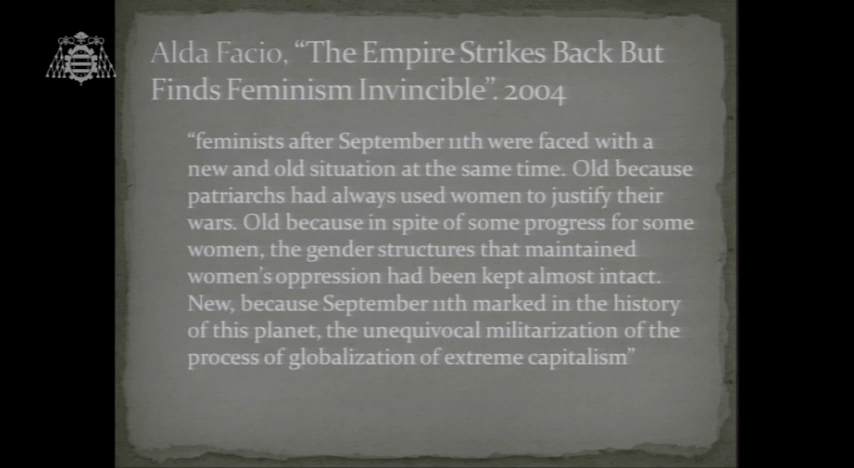 Alda Facio, “The Empire Strikes Back But
Finds Feminism Invincible”. 2004
“feminists after September 11th were faced with a
new and old situation at the same time. Old because
patriarchs had always used women to justify their
wars. Old because in spite of some progress for some
women, the gender structures that maintained
women’s oppression had been kept almost intact.
New, because September 11th marked in the history
of this planet, the unequivocal militarization of the
process of globalization of extreme capitalism”